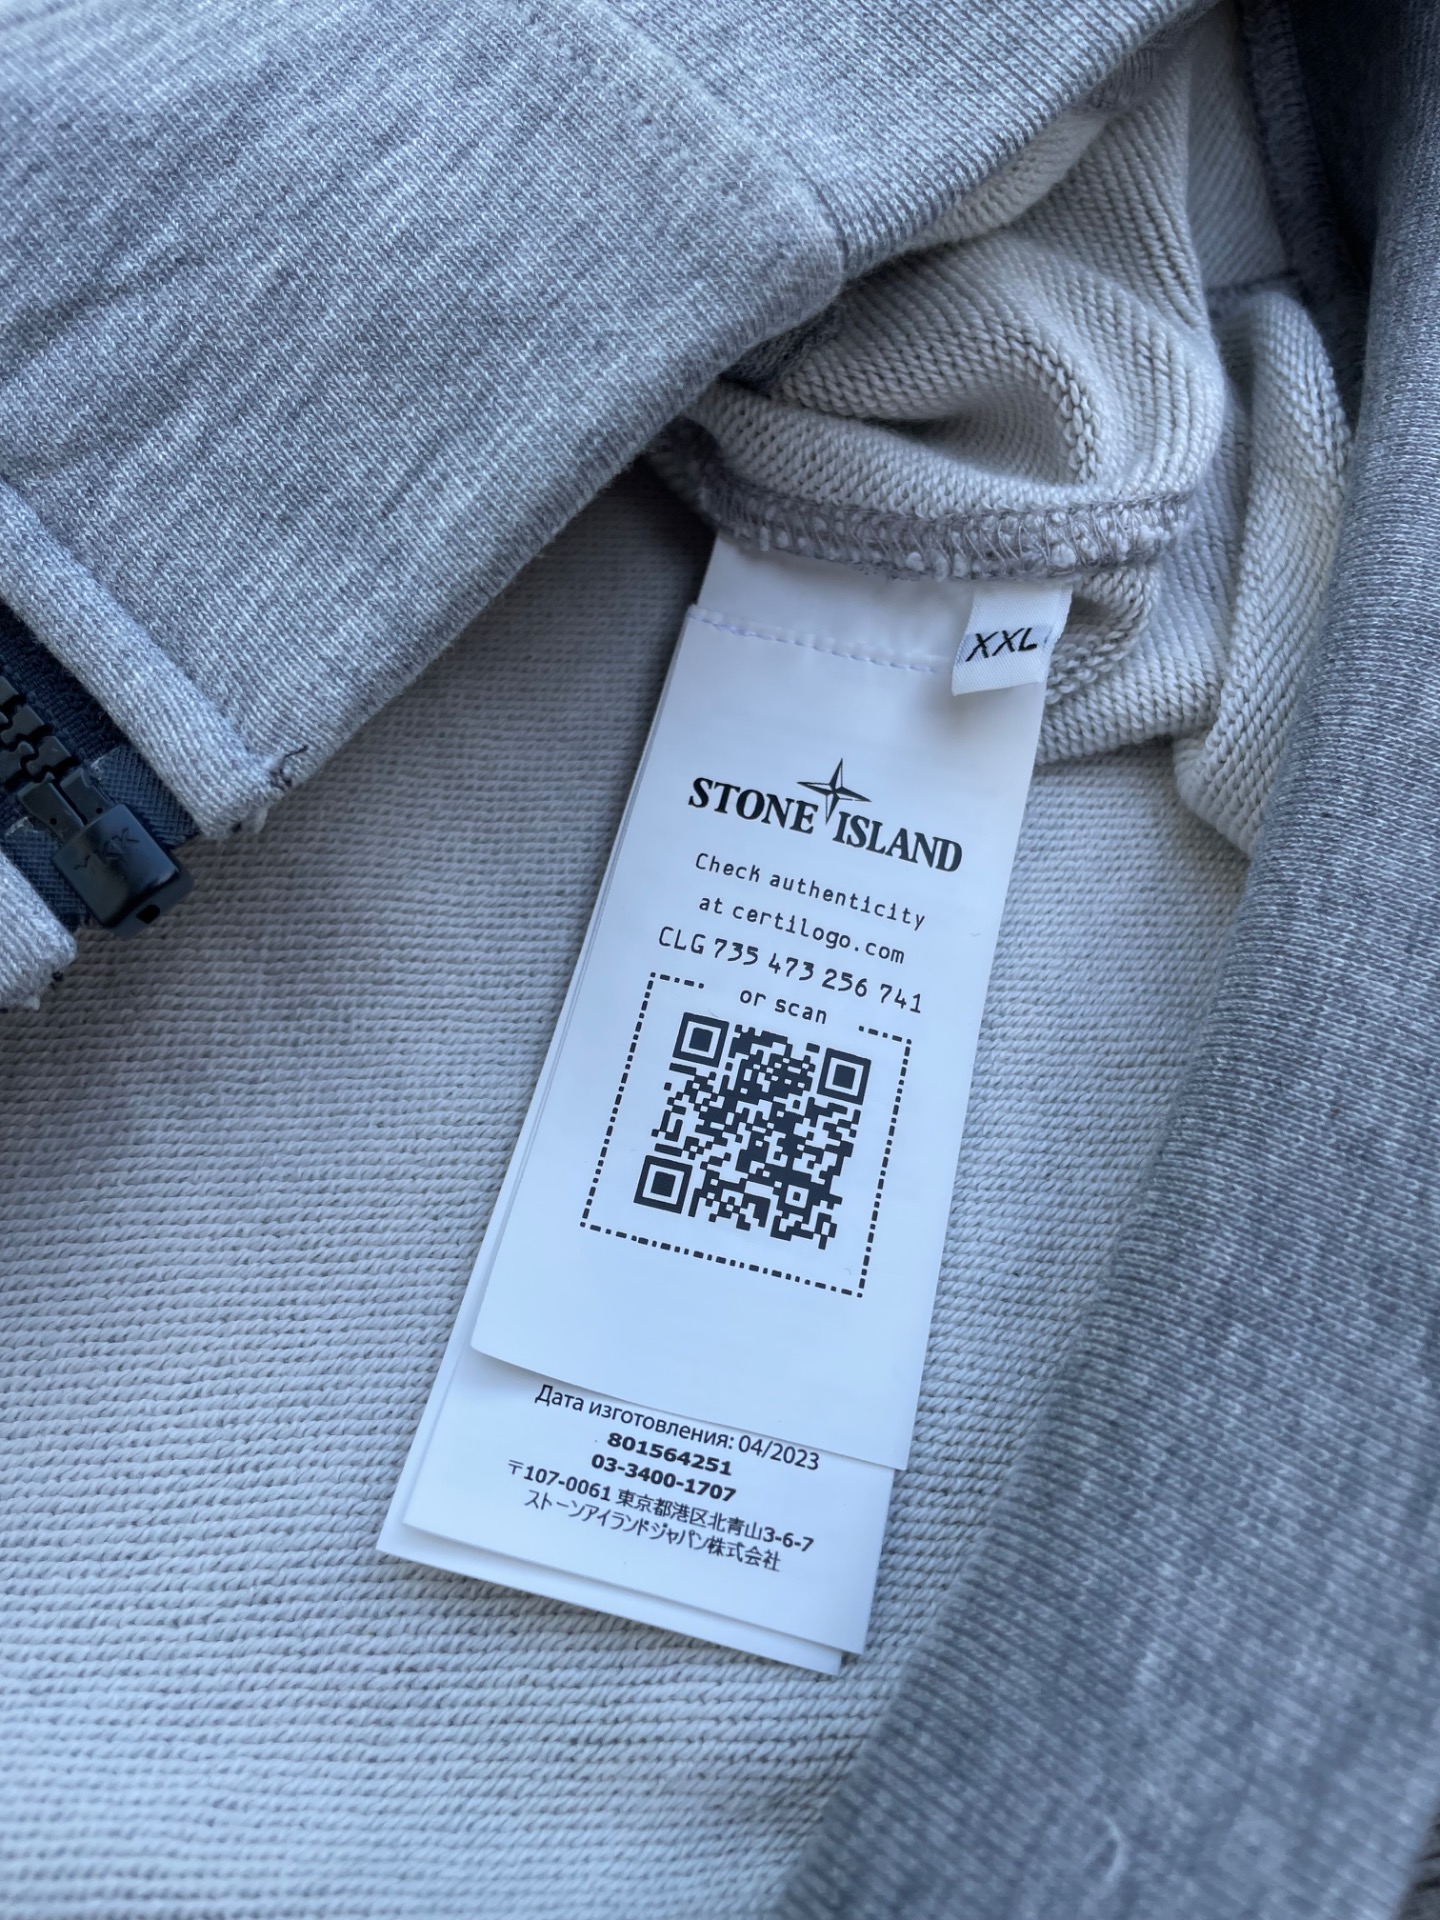 XXL
STONE ISLAND
Check authenticity
at certilogo.com
CLG 735 473 256 741
or scan
Дата изготовления: 04/2023
801564251
03-3400-1707
〒107-0061 東京都港区北青山3-6-7
ストーンアイランドジャパン株式会社
YKK